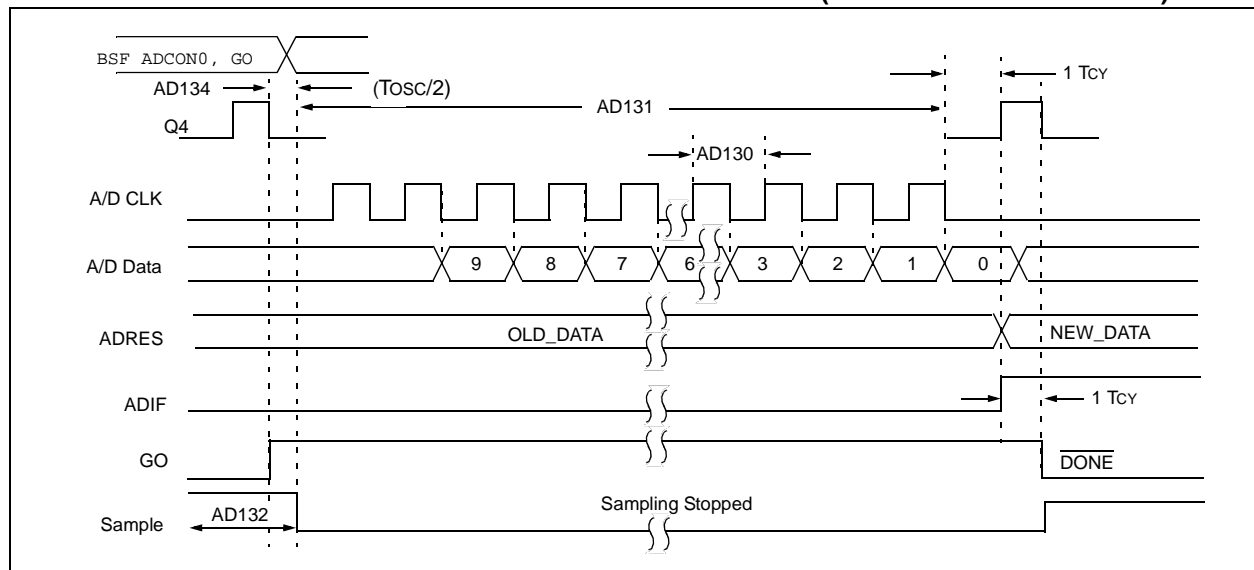 BSF ADCON0, GO
1 TCY
AD134
(TOSC/2)
AD131
Q4
AD130
A/D CLK
A/D Data
9
8
7
6
3
2
1
0
ADRES
OLD_DATA
NEW_DATA
ADIF
1 TCY
GO
DONE
Sampling Stopped
AD132
Sample